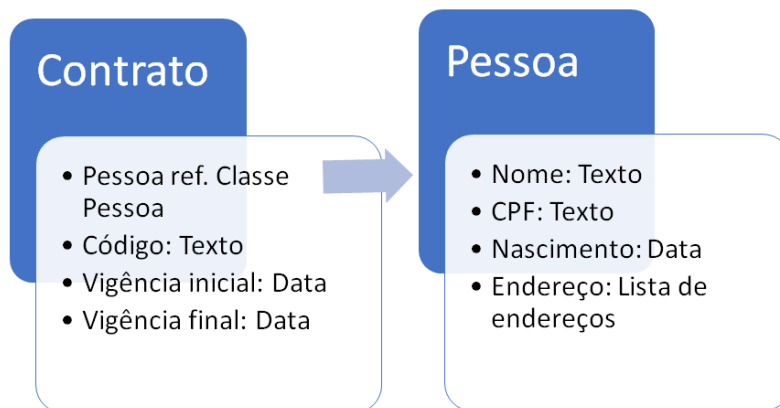 Contrato
• Pessoa ref. Classe
Pessoa
• Código: Texto
• Vigência inicial: Data
• Vigência final: Data
Pessoa
• Nome: Texto
• CPF: Texto
• Nascimento: Data
• Endereço: Lista de
endereços